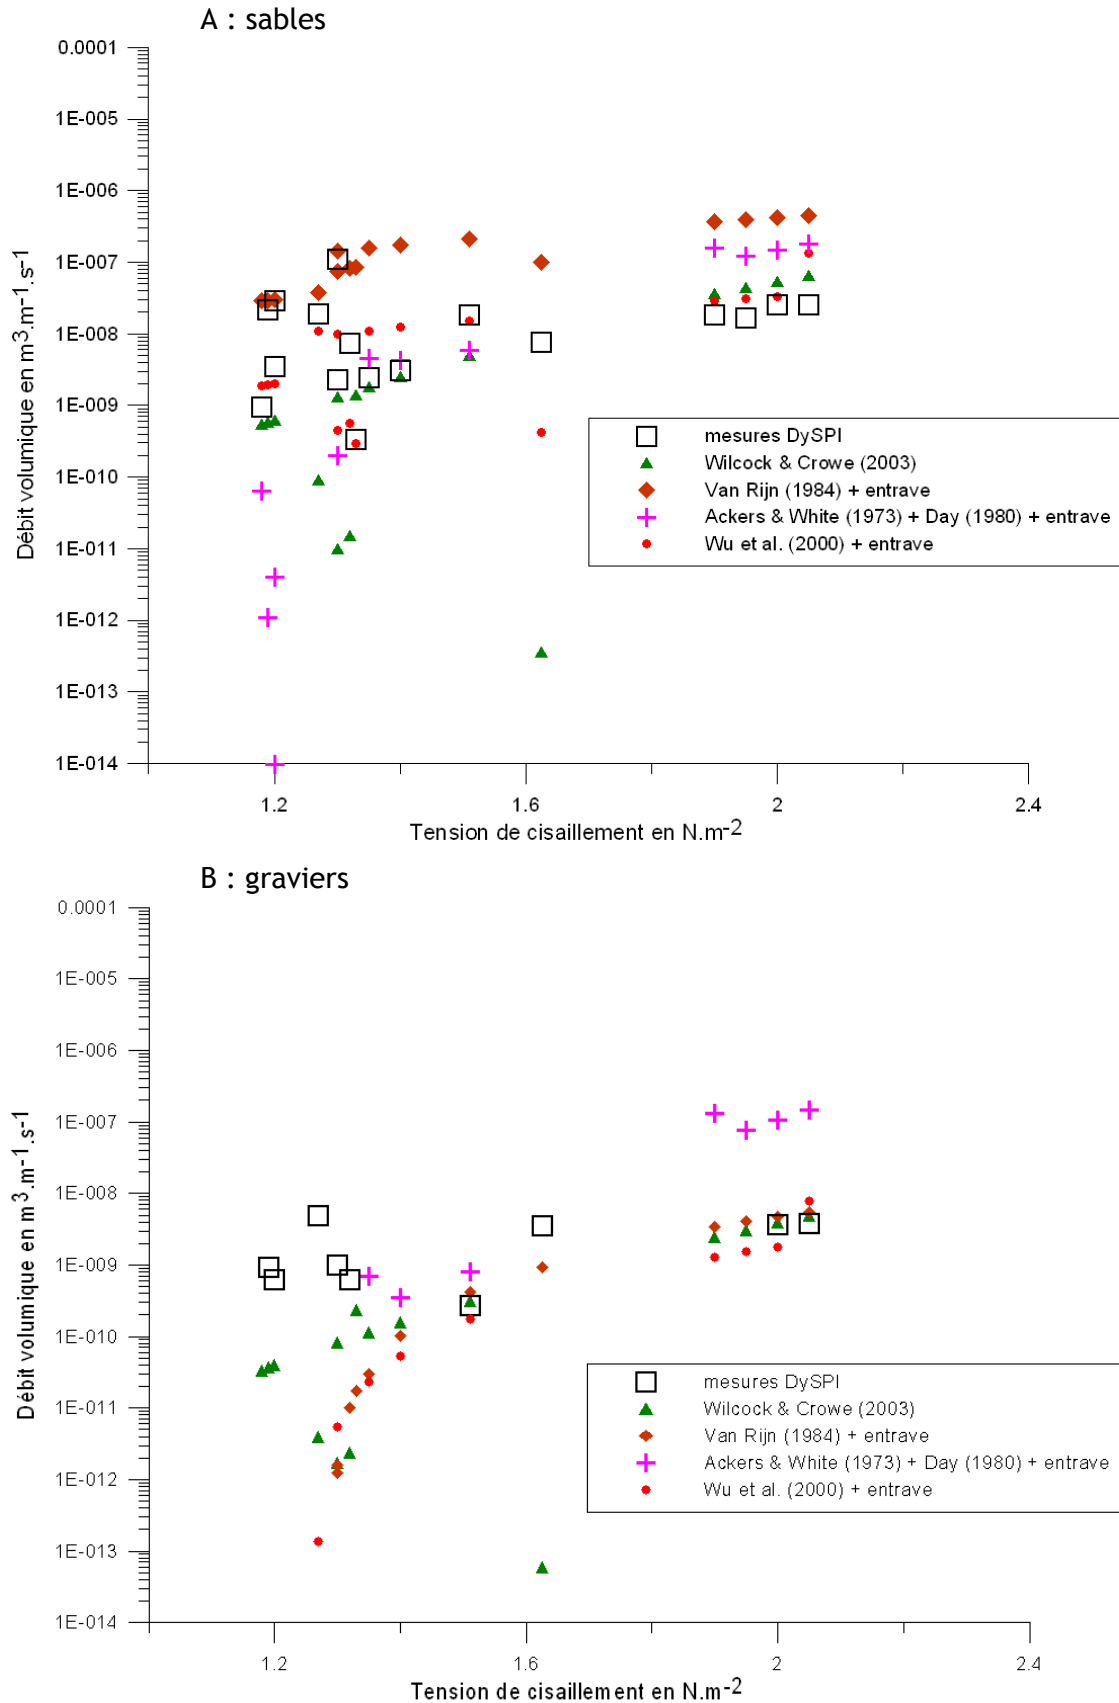 A : sables
0.0001
1E-005
1E-006
1E-007
1E-008
1E-009
1E-010
1E-011
1E-012
1E-013
1E-014
Débit volumique en m3.m-1.s-1
mesures DySPI
Wilcock & Crowe (2003)
Van Rijn (1984) + entrave
Ackers & White (1973) + Day (1980) + entrave
Wu et al. (2000) + entrave
1.2 1.6 2 2.4
Tension de cisaillement en N.m-2
B : graviers
0.0001
1E-005
1E-006
1E-007
1E-008
1E-009
1E-010
1E-011
1E-012
1E-013
1E-014
Débit volumique en m3.m-1.s-1
mesures DySPI
Wilcock & Crowe (2003)
Van Rijn (1984) + entrave
Ackers & White (1973) + Day (1980) + entrave
Wu et al. (2000) + entrave
1.2 1.6 2 2.4
Tension de cisaillement en N.m-2